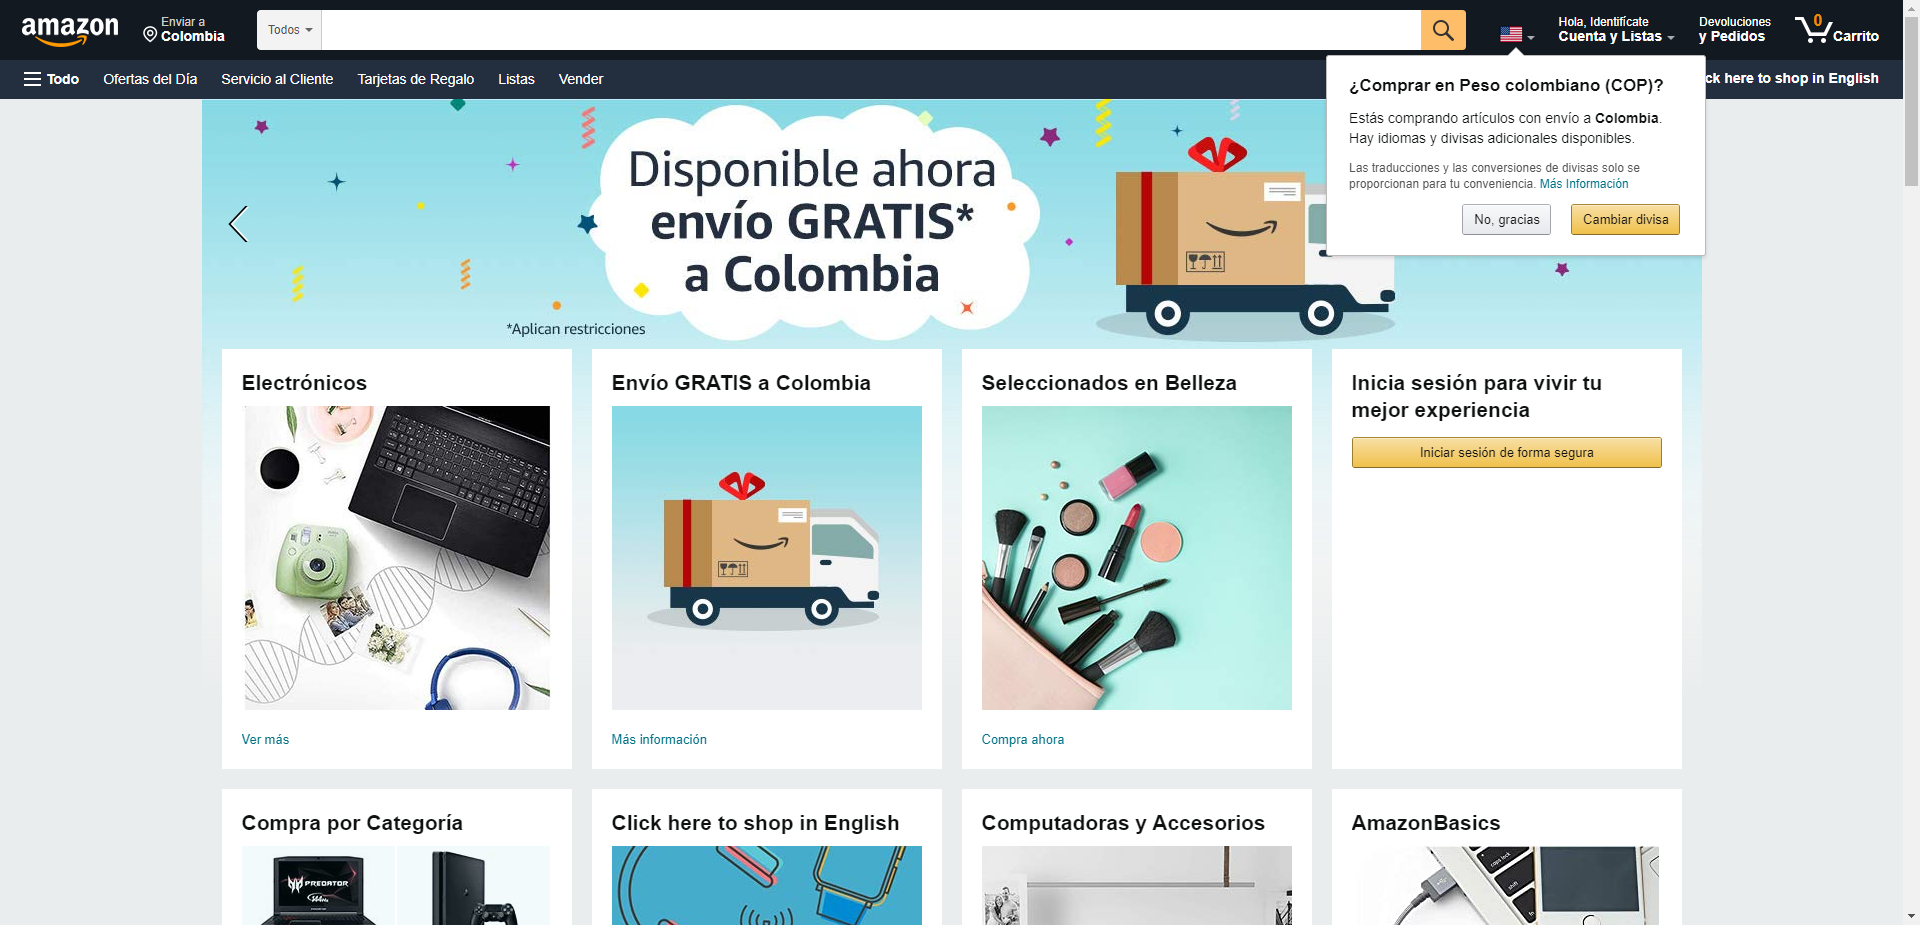 amazon
Enviar a
Colombia
Todos
Hola, Identifícate
Cuenta y Listas
Devoluciones
y Pedidos
0
Carrito
Todo
Ofertas del Día
Servicio al Cliente
Tarjetas de Regalo
Listas
Vender
ck here to shop in English
¿Comprar en Peso colombiano (COP)?
Estás comprando artículos con envío a Colombia.
Hay idiomas y divisas adicionales disponibles.
Las traducciones y las conversiones de divisas solo se
proporcionan para tu conveniencia. Más Información
No, gracias
Cambiar divisa
Disponible ahora
envío GRATIS*
a Colombia
*Aplican restricciones
Electrónicos
Ver más
Envío GRATIS a Colombia
Más información
Seleccionados en Belleza
Compra ahora
Inicia sesión para vivir tu
mejor experiencia
Iniciar sesión de forma segura
Compra por Categoría
PREDATOR
Click here to shop in English
Computadoras y Accesorios
AmazonBasics
caps lock
shift